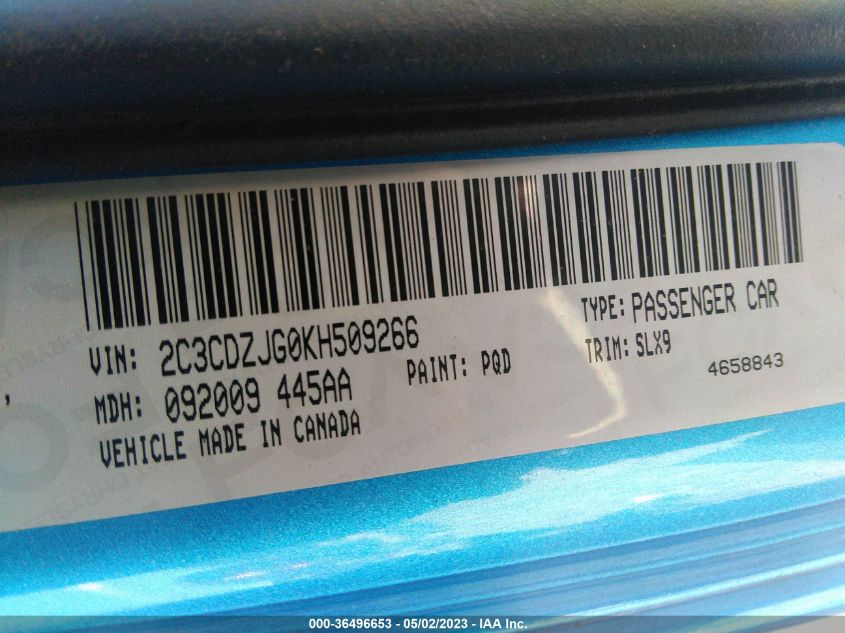 VIN: 2C3CDZJG0KH509266
TYPE: PASSENGER CAR
MDH: 092009 445AA
PAINT: PQD
TRIM: SLX9
4658843
VEHICLE MADE IN CANADA
000-36496653 - 05/02/2023 - IAA Inc.